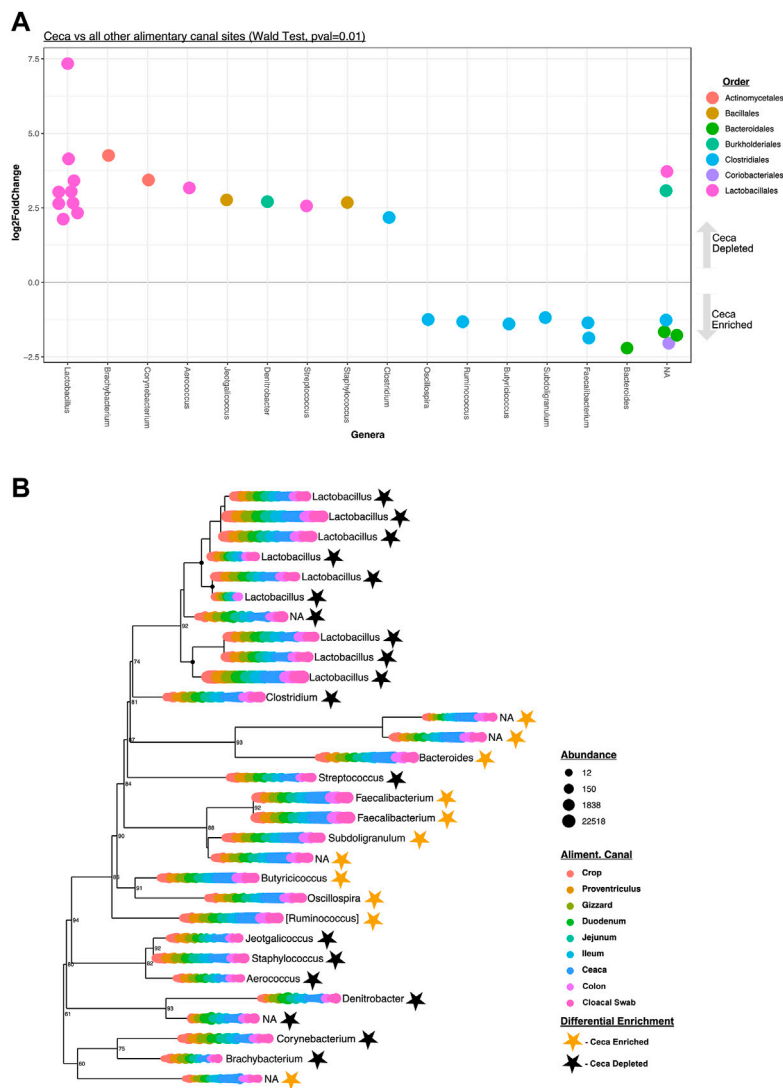 A
Ceca vs all other alimentary canal sites (Wald Test, pval=0.01)
7.5
5.0
2.5
0.0
−2.5
log2FoldChange
Lactobacillus
Brachybacterium
Corynebacterium
Aerococcus
Jeotgalicoccus
Denitrobacter
Streptococcus
Staphylococcus
Clostridium
Oscillospira
Ruminococcus
Butyricicoccus
Subdoligranulum
Faecalibacterium
Bacteroides
NA
Genera
Order
Actinomycetales
Bacillales
Bacteroidales
Burkholderiales
Clostridiales
Coriobacteriales
Lactobacillales
Ceca
Depleted
Ceca
Enriched
B
Lactobacillus
Lactobacillus
Lactobacillus
Lactobacillus
Lactobacillus
Lactobacillus
92
NA
Lactobacillus
74
Lactobacillus
Lactobacillus
81
Clostridium
NA
NA
93
Bacteroides
84
Streptococcus
92
Faecalibacterium
Faecalibacterium
90
88
Subdoligranulum
NA
Butyricicoccus
91
Oscillospira
94
[Ruminococcus]
Jeotgalicoccus
92
Staphylococcus
92
Aerococcus
Denitrobacter
93
61
NA
Corynebacterium
75
Brachybacterium
60
NA
Abundance
12
150
1838
22518
Aliment. Canal
Crop
Proventriculus
Gizzard
Duodenum
Jejunum
Ileum
Ceaca
Colon
Cloacal Swab
Differential Enrichment
- Ceca Enriched
- Ceca Depleted